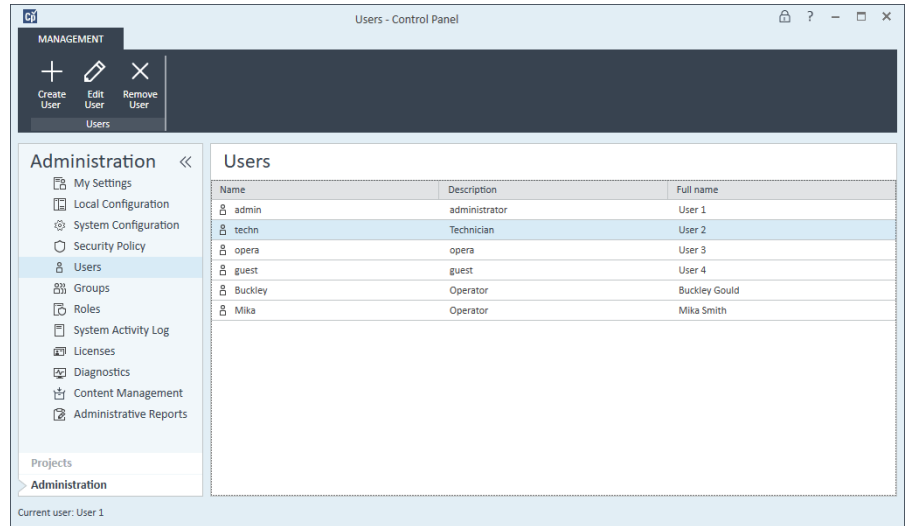 Cp
Users - Control Panel
?
MANAGEMENT
Create User
Edit User
Remove User
Users
Administration
My Settings
Local Configuration
System Configuration
Security Policy
Users
Groups
Roles
System Activity Log
Licenses
Diagnostics
Content Management
Administrative Reports
Projects
Administration
Users
Name Description Full name
admin administrator User 1
techn Technician User 2
opera opera User 3
guest guest User 4
Buckley Operator Buckley Gould
Mika Operator Mika Smith
Current user: User 1